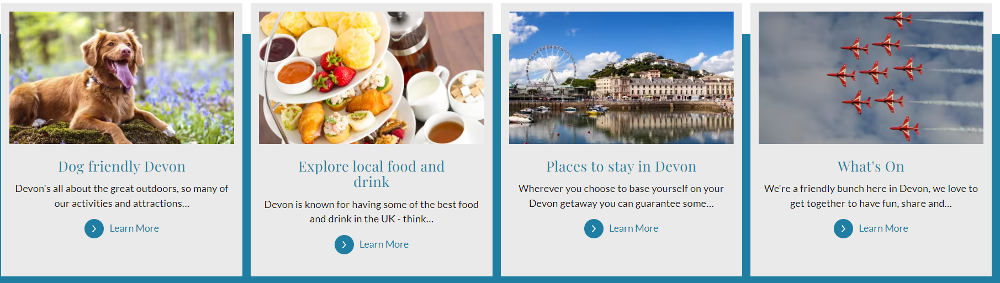 Dog friendly Devon
Devon's all about the great outdoors, so many of
our activities and attractions...
Learn More
Explore local food and
drink
Devon is known for having some of the best food
and drink in the UK - think...
Learn More
Places to stay in Devon
Wherever you choose to base yourself on your
Devon getaway you can guarantee some...
Learn More
What's On
We're a friendly bunch here in Devon, we love to
get together to have fun, share and...
Learn More